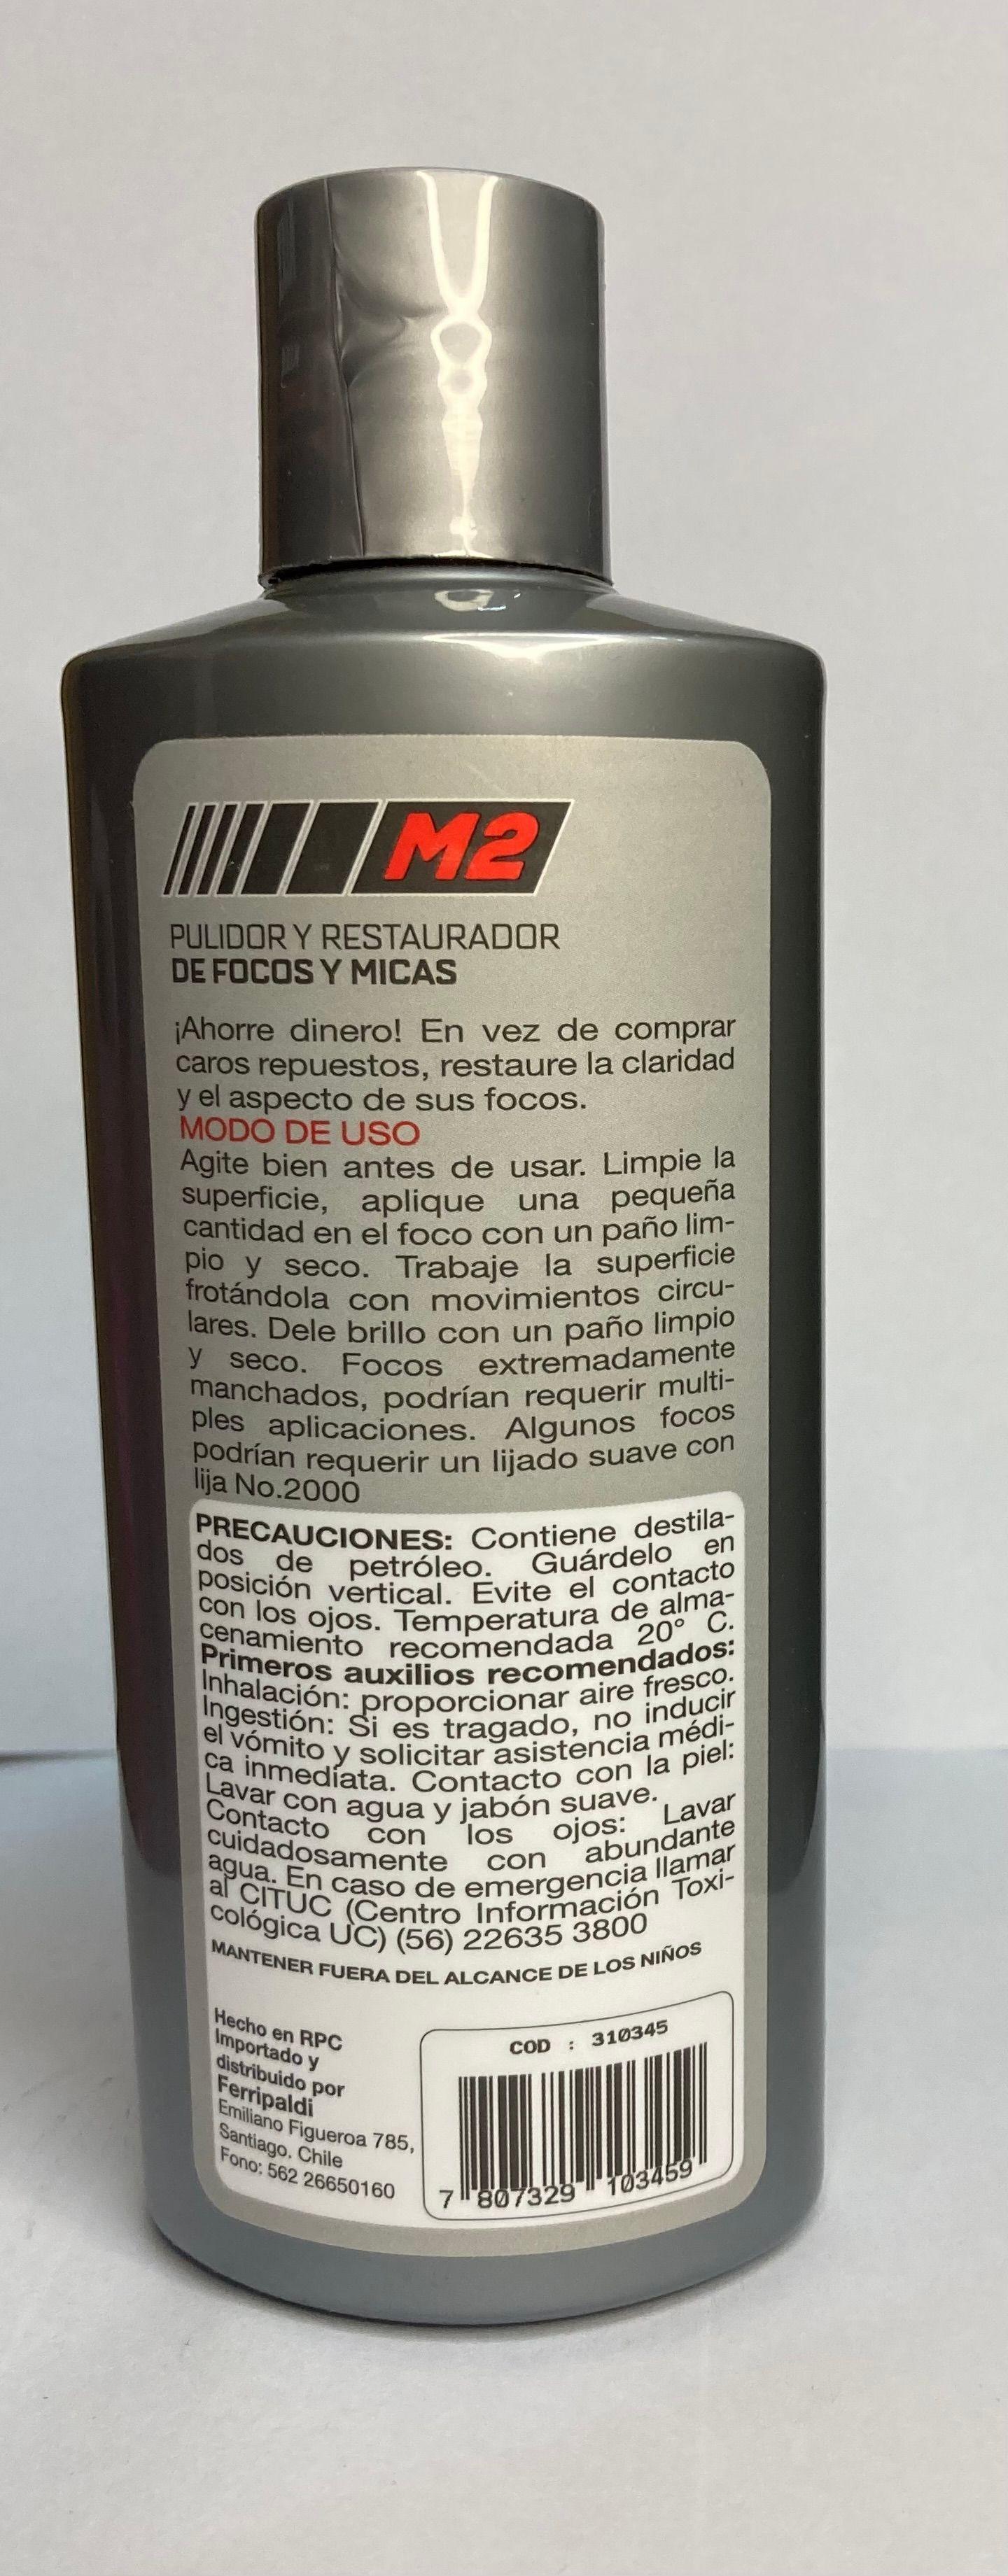 M2
PULIDOR Y RESTAURADOR
DE FOCOS Y MICAS
¡Ahorre dinero! En vez de comprar
caros repuestos, restaure la claridad
y el aspecto de sus focos.
MODO DE USO
Agite bien antes de usar. Limpie la
superficie, aplique una pequeña
cantidad en el foco con un paño lim-
pio y seco. Trabaje la superficie
frotándola con movimientos circu-
lares. Dele brillo con un paño limpio
y seco. Focos extremadamente
manchados, podrían requerir multi-
ples aplicaciones. Algunos focos
podrían requerir un lijado suave con
lija No.2000
PRECAUCIONES: Contiene destila-
dos de petróleo. Guárdelo en
posición vertical. Evite el contacto
con los ojos. Temperatura de alma-
cenamiento recomendada 20° C.
Primeros auxilios recomendados:
Inhalación: proporcionar aire fresco.
Ingestión: Si es tragado, no inducir
el vómito y solicitar asistencia médi-
ca inmediata. Contacto con la piel:
Lavar con agua y jabón suave.
Contacto con los ojos: Lavar
cuidadosamente con abundante
agua. En caso de emergencia llamar
al CITUC (Centro Información Toxi-
cológica UC) (56) 22635 3800
MANTENER FUERA DEL ALCANCE DE LOS NIÑOS
Hecho en RPC
Importado y
distribuido por
Ferripaldi
Emiliano Figueroa 785,
Santiago. Chile
Fono: 562 26650160
COD : 310345
7 807329 103459